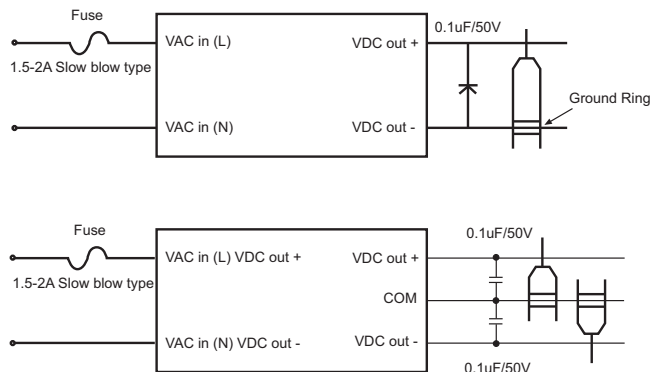 Fuse
0.1uF/50V
VAC in (L)
VDC out +
1.5-2A Slow blow type
Ground Ring
VAC in (N)
VDC out -
Fuse
0.1uF/50V
VAC in (L) VDC out +
VDC out +
1.5-2A Slow blow type
COM
VAC in (N) VDC out -
VDC out -
0.1uF/50V